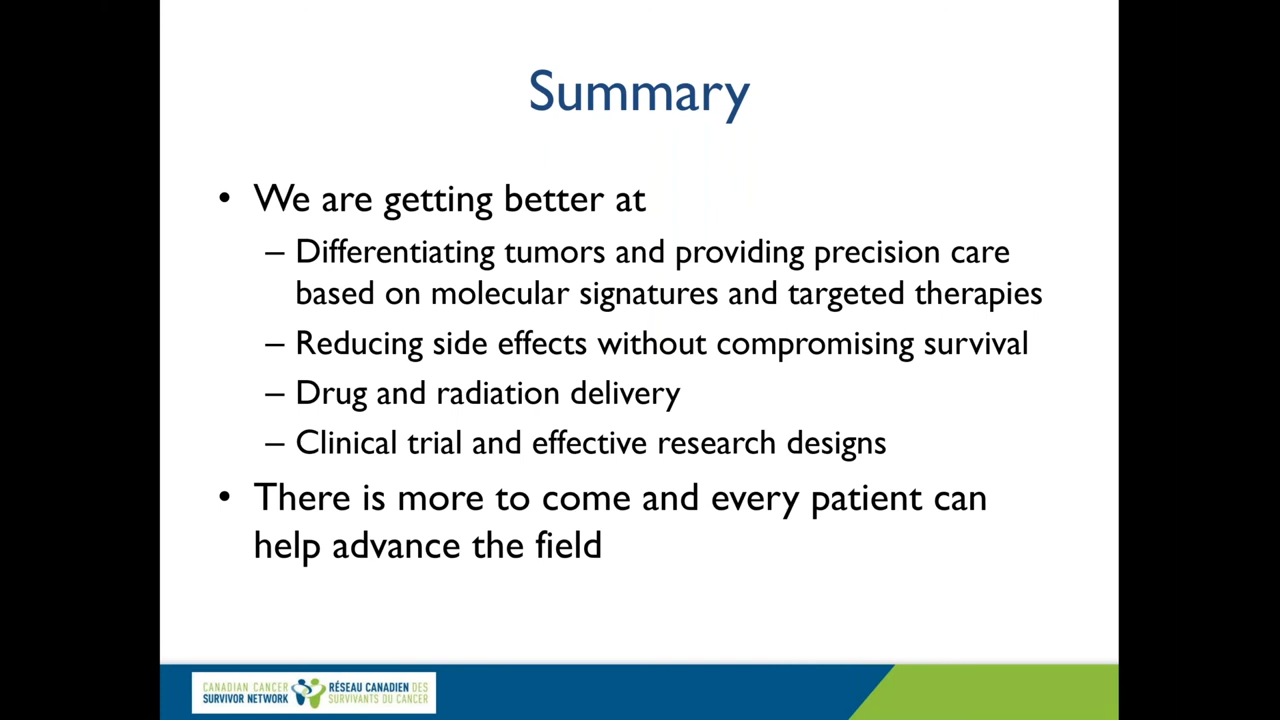 Summary
• We are getting better at
– Differentiating tumors and providing precision care
based on molecular signatures and targeted therapies
– Reducing side effects without compromising survival
– Drug and radiation delivery
– Clinical trial and effective research designs
• There is more to come and every patient can
help advance the field
CANADIAN CANCER
SURVIVOR NETWORK
RÉSEAU CANADIEN DES
SURVIVANTS DU CANCER